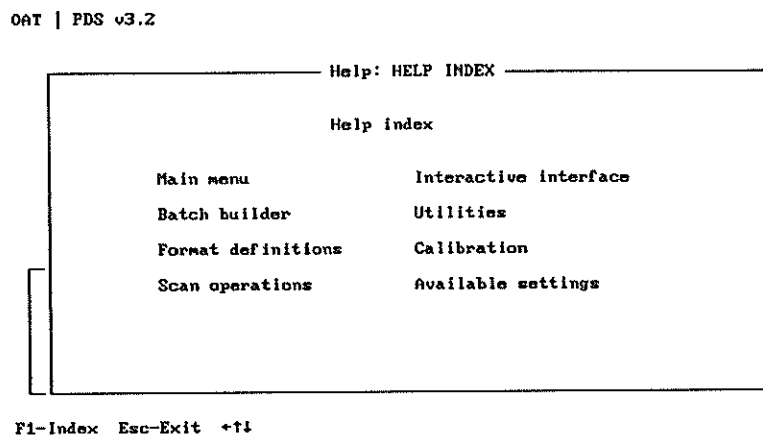 OAT | PDS v3.2
Help: HELP INDEX
Help index
Main menu Interactive interface
Batch builder Utilities
Format definitions Calibration
Scan operations Available settings
F1-Index Esc-Exit ←↑↓